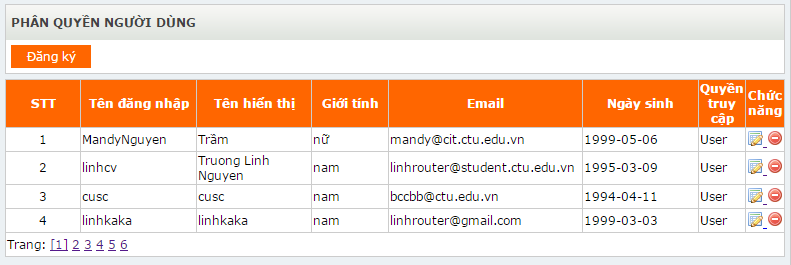 PHÂN QUYỀN NGƯỜI DÙNG
Đăng ký
STT Tên đăng nhập Tên hiển thị Giới tính Email Ngày sinh Quyền truy cập Chức năng
1 MandyNguyen Trầm nữ mandy@cit.ctu.edu.vn 1999-05-06 User
2 linhcv Truong Linh Nguyen nam linhrouter@student.ctu.edu.vn 1995-03-09 User
3 cusc cusc nam bccbb@ctu.edu.vn 1994-04-11 User
4 linhkaka linhkaka nam linhrouter@gmail.com 1999-03-03 User
Trang: [1] 2 3 4 5 6